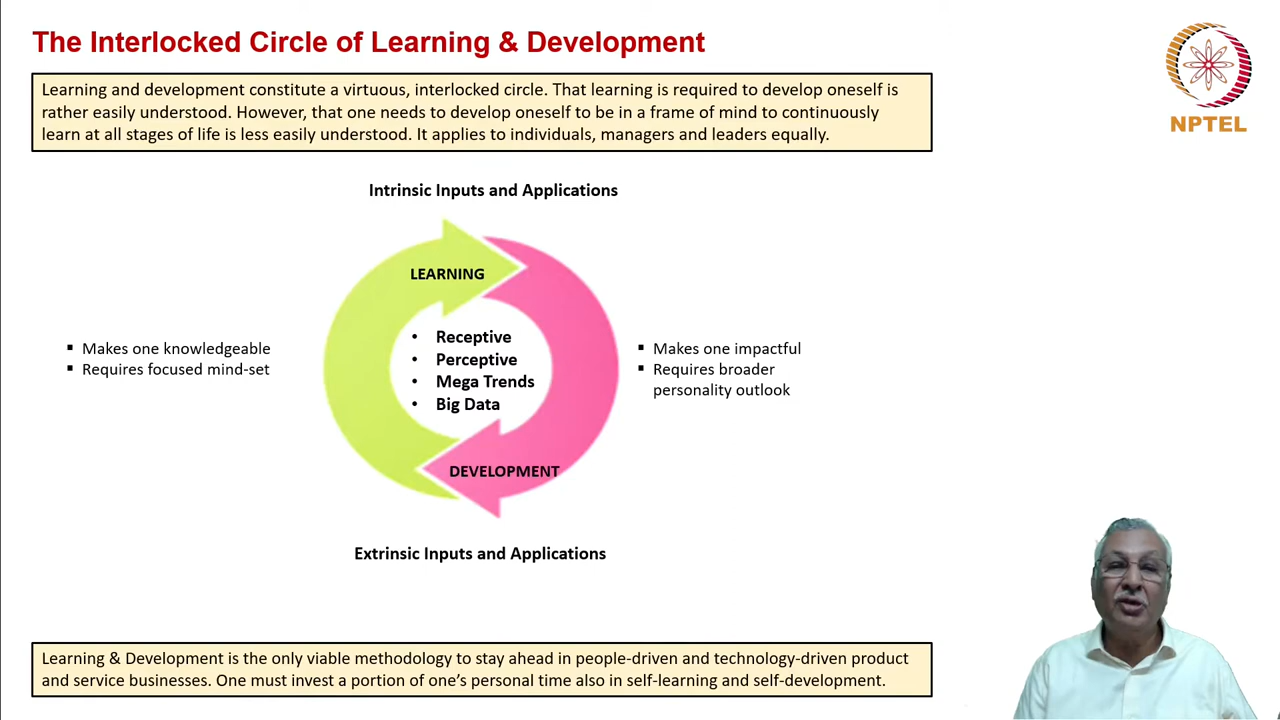 The Interlocked Circle of Learning & Development
NPTEL
Learning and development constitute a virtuous, interlocked circle. That learning is required to develop oneself is
rather easily understood. However, that one needs to develop oneself to be in a frame of mind to continuously
learn at all stages of life is less easily understood. It applies to individuals, managers and leaders equally.
Intrinsic Inputs and Applications
LEARNING
▪ Makes one knowledgeable
▪ Requires focused mind-set
• Receptive
• Perceptive
• Mega Trends
• Big Data
▪ Makes one impactful
▪ Requires broader
personality outlook
DEVELOPMENT
Extrinsic Inputs and Applications
Learning & Development is the only viable methodology to stay ahead in people-driven and technology-driven product
and service businesses. One must invest a portion of one’s personal time also in self-learning and self-development.